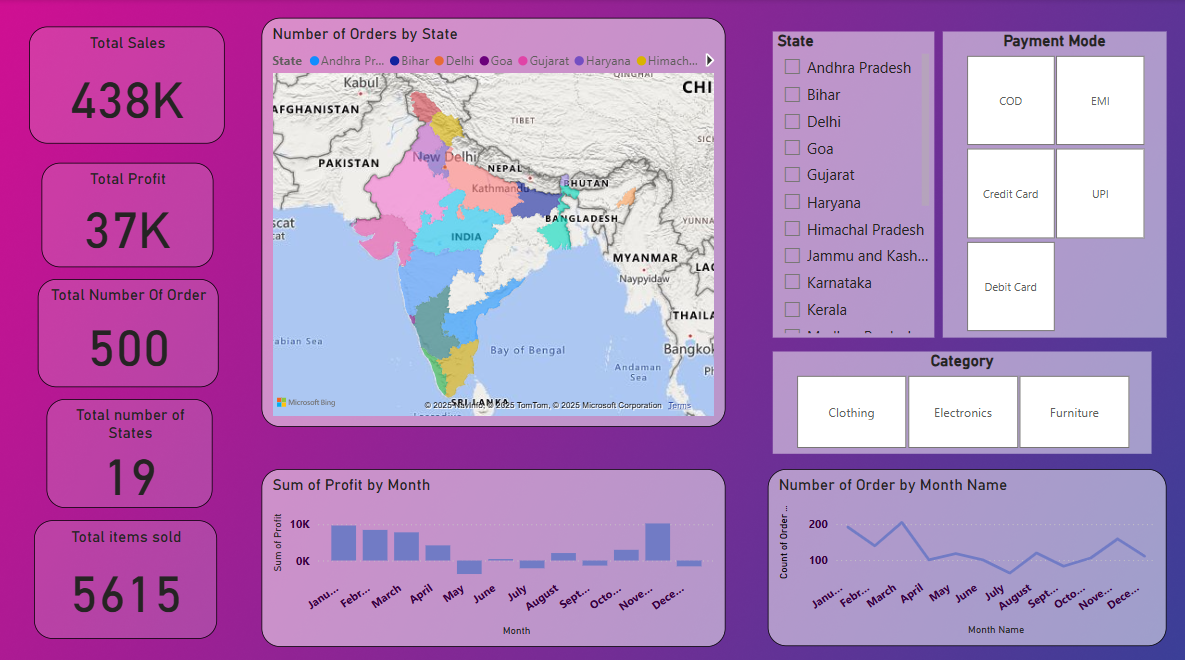 Total Sales
438K
Total Profit
37K
Total Number Of Order
500
Total number of
States
19
Total items sold
5615
Number of Orders by State
State Andhra Pr... Bihar Delhi Goa Gujarat Haryana Himach...
Kabul
QINGHAI
CHI
AFGHANISTAN
TIBET
SIC
PAKISTAN
New Delhi
NEPAL
Kathmandu
BHUTAN
YUNNA
scat
cat
BANGLADESH
INDIA
MYANMAR
LAO
Naypyidaw
THAILA
abian Sea
Bay of Bengal
Bangkok
Andaman
Sea
Ph
SRI LANKA
Microsoft Bing
© 2025 TomTom, © 2025 Microsoft Corporation Terms
State
Andhra Pradesh
Bihar
Delhi
Goa
Gujarat
Haryana
Himachal Pradesh
Jammu and Kash...
Karnataka
Kerala
Payment Mode
COD
EMI
Credit Card
UPI
Debit Card
Category
Clothing
Electronics
Furniture
Sum of Profit by Month
Sum of Profit
10K
0K
Janu... Febr... March April May June July August Sept... Octo... Nove... Dece...
Month
Number of Order by Month Name
Count of Order ...
200
100
Janu... Febr... March April May June July August Sept... Octo... Nove... Dece...
Month Name